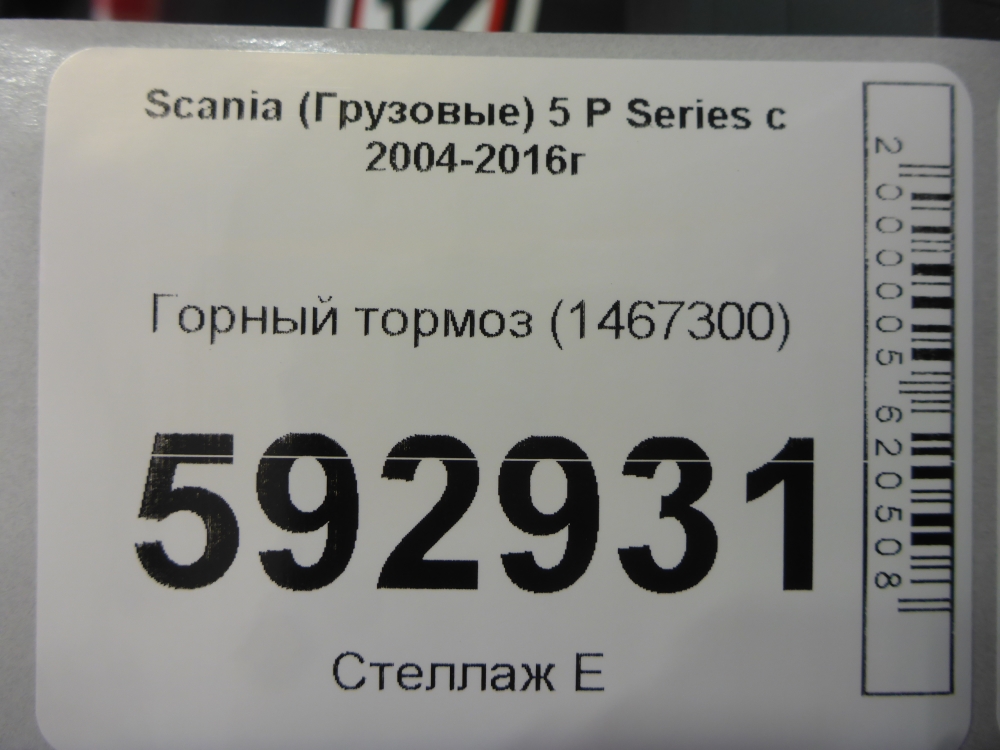 Scania (Грузовые) 5 P Series с
2004-2016г
Горный тормоз (1467300)
592931
Стеллаж Е
2000005620508